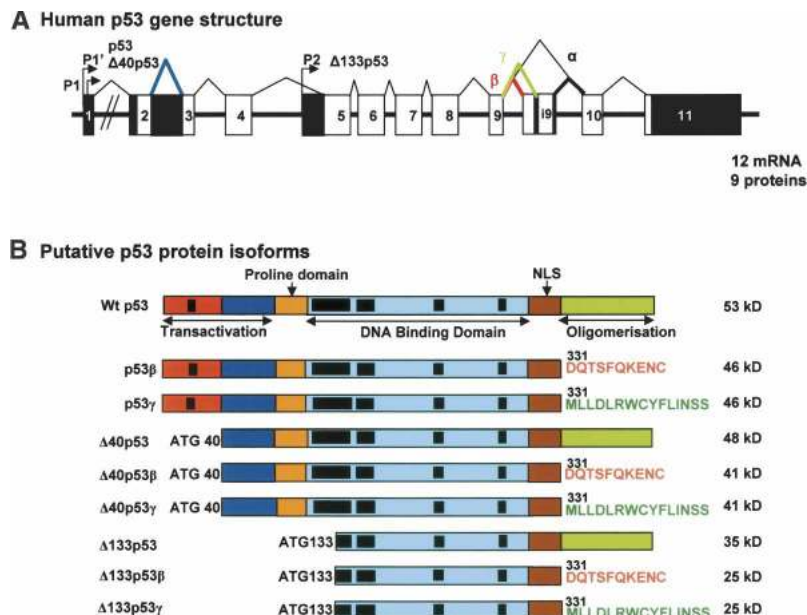 A Human p53 gene structure
P1
P1'
p53
Δ40p53
P2
Δ133p53
β
γ
α
1
2
3
4
5
6
7
8
9
i9
10
11
12 mRNA
9 proteins
B Putative p53 protein isoforms
Proline domain
NLS
Wt p53
53 kD
Transactivation
DNA Binding Domain
Oligomerisation
p53β
331
DQTSFQKENC
46 kD
p53γ
331
MLLDLRWCYFLINSS
46 kD
Δ40p53
ATG 40
48 kD
Δ40p53β
ATG 40
331
DQTSFQKENC
41 kD
Δ40p53γ
ATG 40
331
MLLDLRWCYFLINSS
41 kD
Δ133p53
ATG133
35 kD
Δ133p53β
ATG133
331
DQTSFQKENC
25 kD
Δ133p53γ
ATG133
331
MLLDLRWCYFLINSS
25 kD